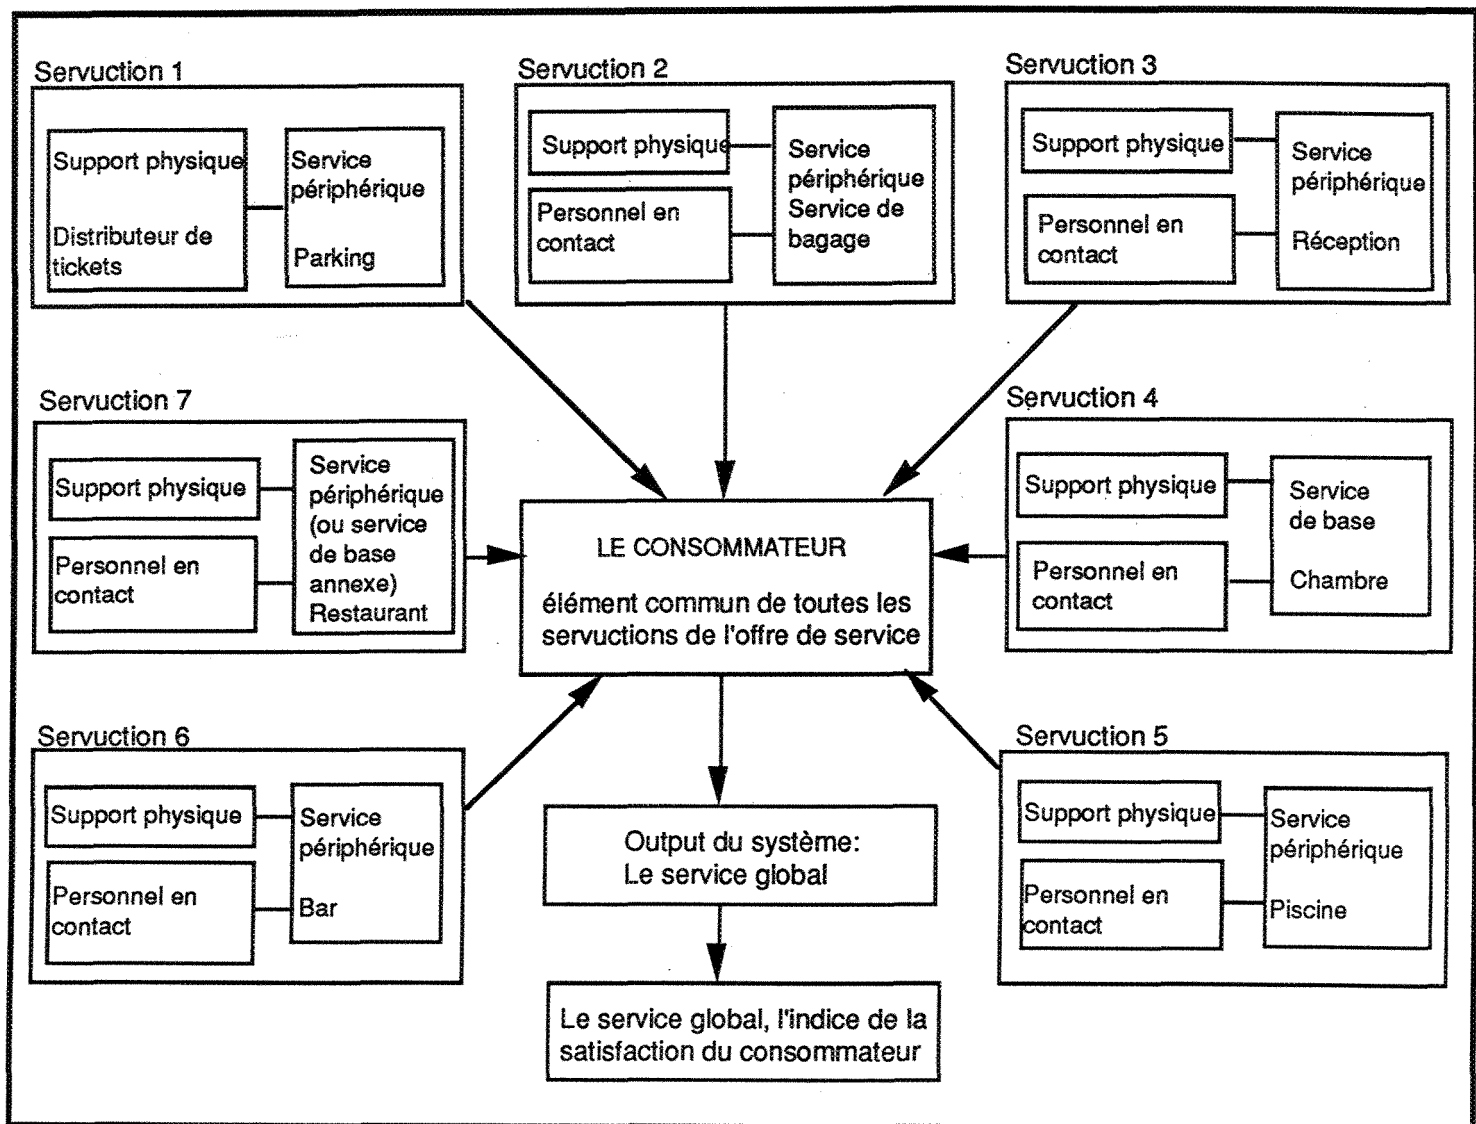 Servuction 1
Support physique
Distributeur de
tickets
Service
périphérique
Parking
Servuction 2
Support physique
Personnel en
contact
Service
périphérique
Service de
bagage
Servuction 3
Support physique
Personnel en
contact
Service
périphérique
Réception
Servuction 7
Support physique
Personnel en
contact
Service
périphérique
(ou service
de base
annexe)
Restaurant
LE CONSOMMATEUR
élément commun de toutes les
servuctions de l'offre de service
Servuction 4
Support physique
Personnel en
contact
Service
de base
Chambre
Servuction 6
Support physique
Personnel en
contact
Service
périphérique
Bar
Output du système:
Le service global
Le service global, l'indice de la
satisfaction du consommateur
Servuction 5
Support physique
Personnel en
contact
Service
périphérique
Piscine